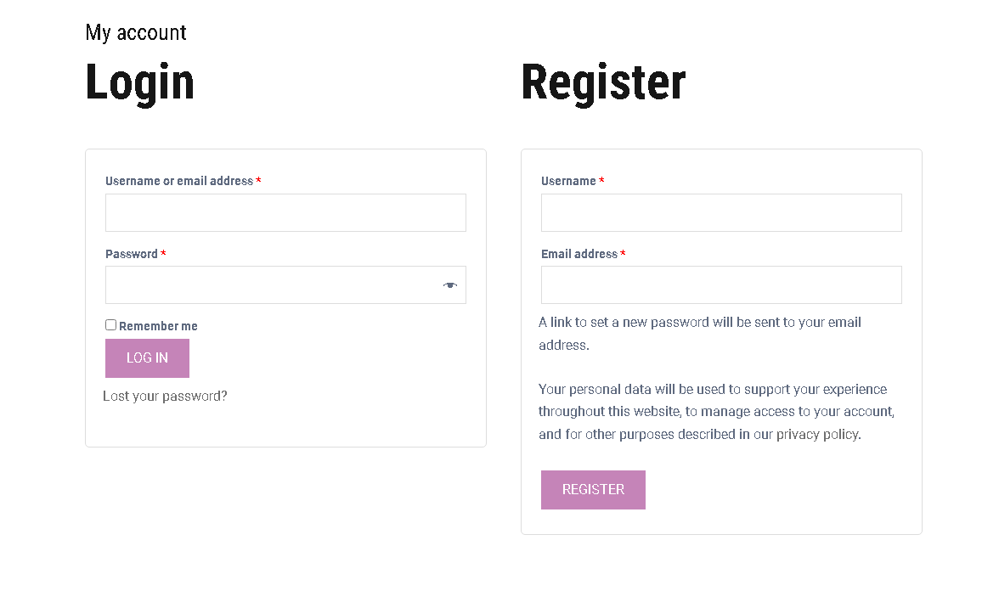 My account
Login
Username or email address *
Password *
Remember me
LOG IN
Lost your password?
Register
Username *
Email address *
A link to set a new password will be sent to your email
address.
Your personal data will be used to support your experience
throughout this website, to manage access to your account,
and for other purposes described in our privacy policy.
REGISTER